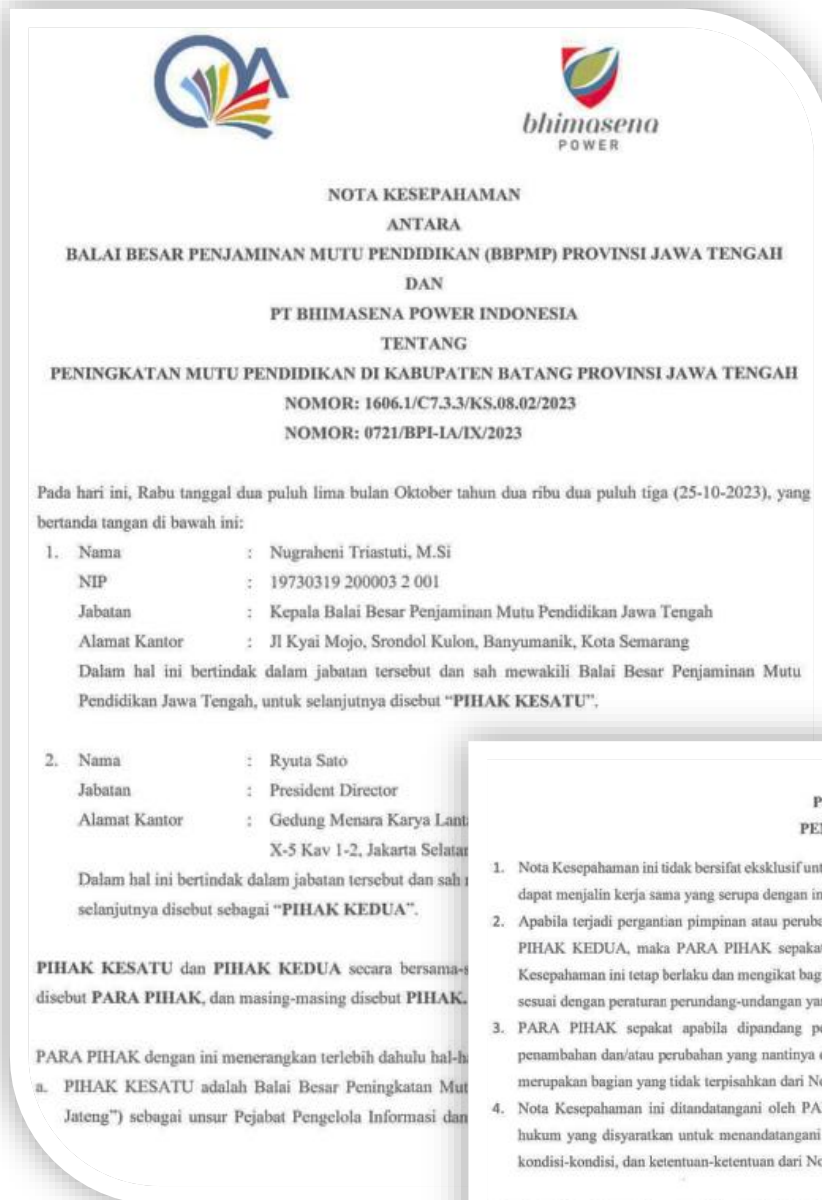 QA
bhimasena
POWER
NOTA KESEPAHAMAN
ANTARA
BALAI BESAR PENJAMINAN MUTU PENDIDIKAN (BBPMP) PROVINSI JAWA TENGAH
DAN
PT BHIMASENA POWER INDONESIA
TENTANG
PENINGKATAN MUTU PENDIDIKAN DI KABUPATEN BATANG PROVINSI JAWA TENGAH
NOMOR: 1606.1/C7.3.3/KS.08.02/2023
NOMOR: 0721/BPI-IA/IX/2023
Pada hari ini, Rabu tanggal dua puluh lima bulan Oktober tahun dua ribu dua puluh tiga (25-10-2023), yang
bertanda tangan di bawah ini:
1. Nama : Nugraheni Triastuti, M.Si
NIP : 19730319 200003 2 001
Jabatan : Kepala Balai Besar Penjaminan Mutu Pendidikan Jawa Tengah
Alamat Kantor : Jl Kyai Mojo, Srondol Kulon, Banyumanik, Kota Semarang
Dalam hal ini bertindak dalam jabatan tersebut dan sah mewakili Balai Besar Penjaminan Mutu
Pendidikan Jawa Tengah, untuk selanjutnya disebut “PIHAK KESATU”.
2. Nama : Ryuta Sato
Jabatan : President Director
Alamat Kantor : Gedung Menara Karya
X-5 Kav 1-2, Jakarta Selatan
Dalam hal ini bertindak dalam jabatan tersebut dan sah
selanjutnya disebut sebagai “PIHAK KEDUA”.
PIHAK KESATU dan PIHAK KEDUA secara
disebut PARA PIHAK, dan masing-masing disebut PIHAK.
PARA PIHAK dengan ini menerangkan terlebih dahulu
a. PIHAK KESATU adalah Balai Besar Peningkatan
Jateng”) sebagai unsur Pejabat Pengelola Informasi dan
1. Nota Kesepahaman ini tidak bersifat eksklusif
dapat menjalin kerja sama yang serupa dengan
2. Apabila terjadi pergantian pimpinan atau
PIHAK KEDUA, maka PARA PIHAK sepakat
Kesepahaman ini tetap berlaku dan mengikat
sesuai dengan peraturan perundang-undangan
3. PARA PIHAK sepakat apabila dipandang
penambahan dan/atau perubahan yang nantinya
merupakan bagian yang tidak terpisahkan dari
4. Nota Kesepahaman ini ditandatangani oleh
hukum yang disyaratkan untuk menandatangani
kondisi-kondisi, dan ketentuan-ketentuan dari